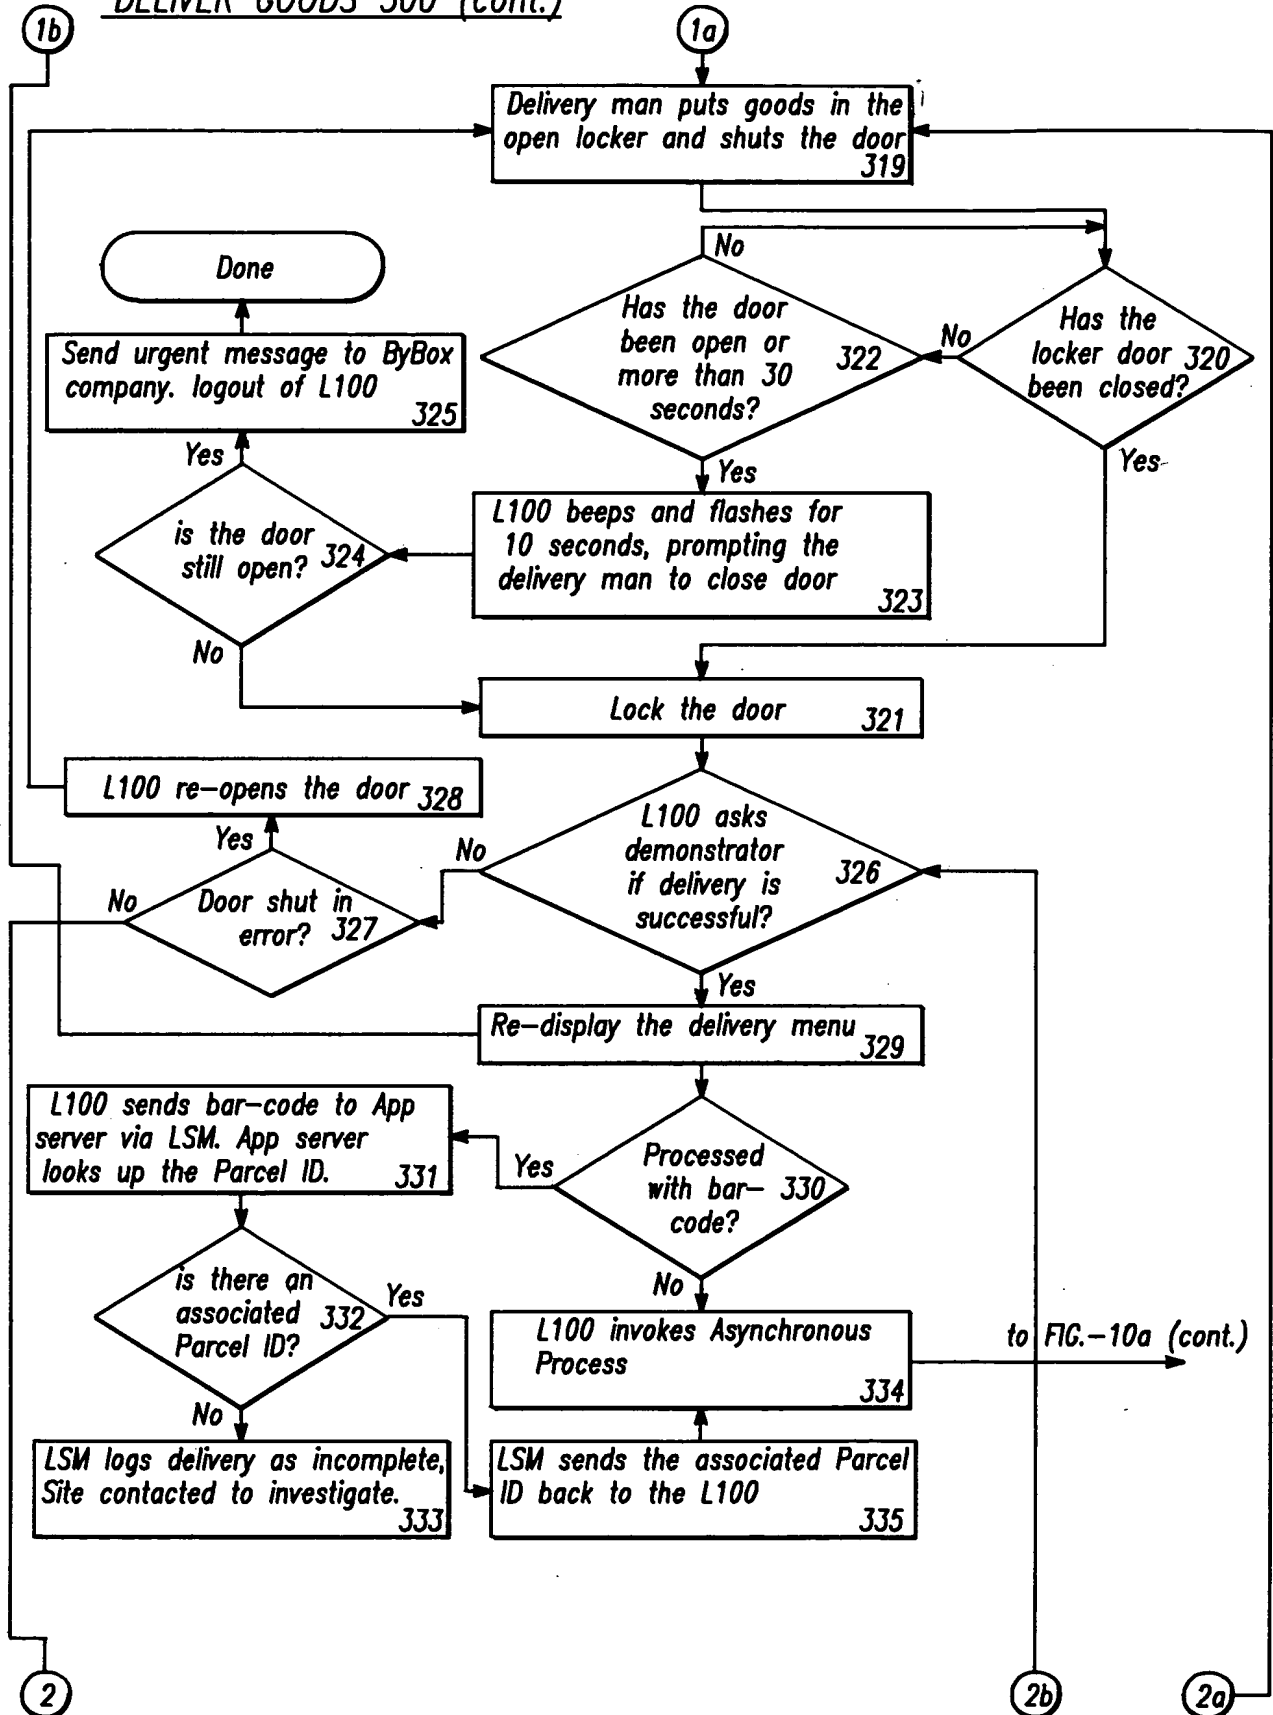 DELIVER GOODS 300 (cont.)
1b
1a
Delivery man puts goods in the
open locker and shuts the door
319
Done
No
Has the door
been open or
more than 30
seconds?
322
No
Has the
locker door
been closed?
320
Send urgent message to ByBox
company. logout of L100
325
Yes
Yes
Yes
is the door
still open?
324
L100 beeps and flashes for
10 seconds, prompting the
delivery man to close door
323
No
Lock the door
321
L100 re-opens the door
328
Yes
No
L100 asks
demonstrator
if delivery is
successful?
326
No
Door shut in
error?
327
Yes
Re-display the delivery menu
329
L100 sends bar-code to App
server via LSM. App server
looks up the Parcel ID.
331
Yes
Processed
with bar-
code?
330
is there an
associated
Parcel ID?
332
Yes
No
L100 invokes Asynchronous
Process
334
to FIG.-10a (cont.)
No
LSM logs delivery as incomplete,
Site contacted to investigate.
333
LSM sends the associated Parcel
ID back to the L100
335
2
2b
2a